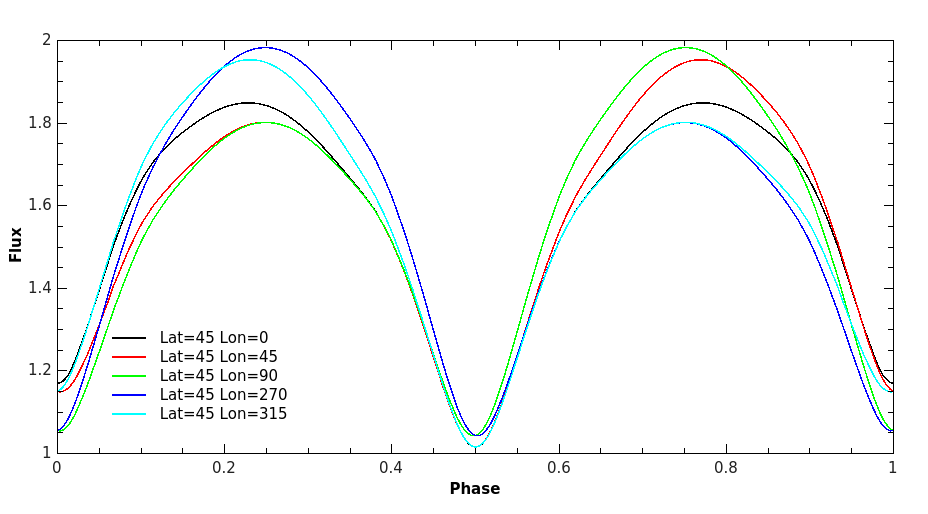 2
1.8
1.6
1.4
1.2
1
Flux
Lat=45 Lon=0
Lat=45 Lon=45
Lat=45 Lon=90
Lat=45 Lon=270
Lat=45 Lon=315
0 0.2 0.4 0.6 0.8 1
Phase